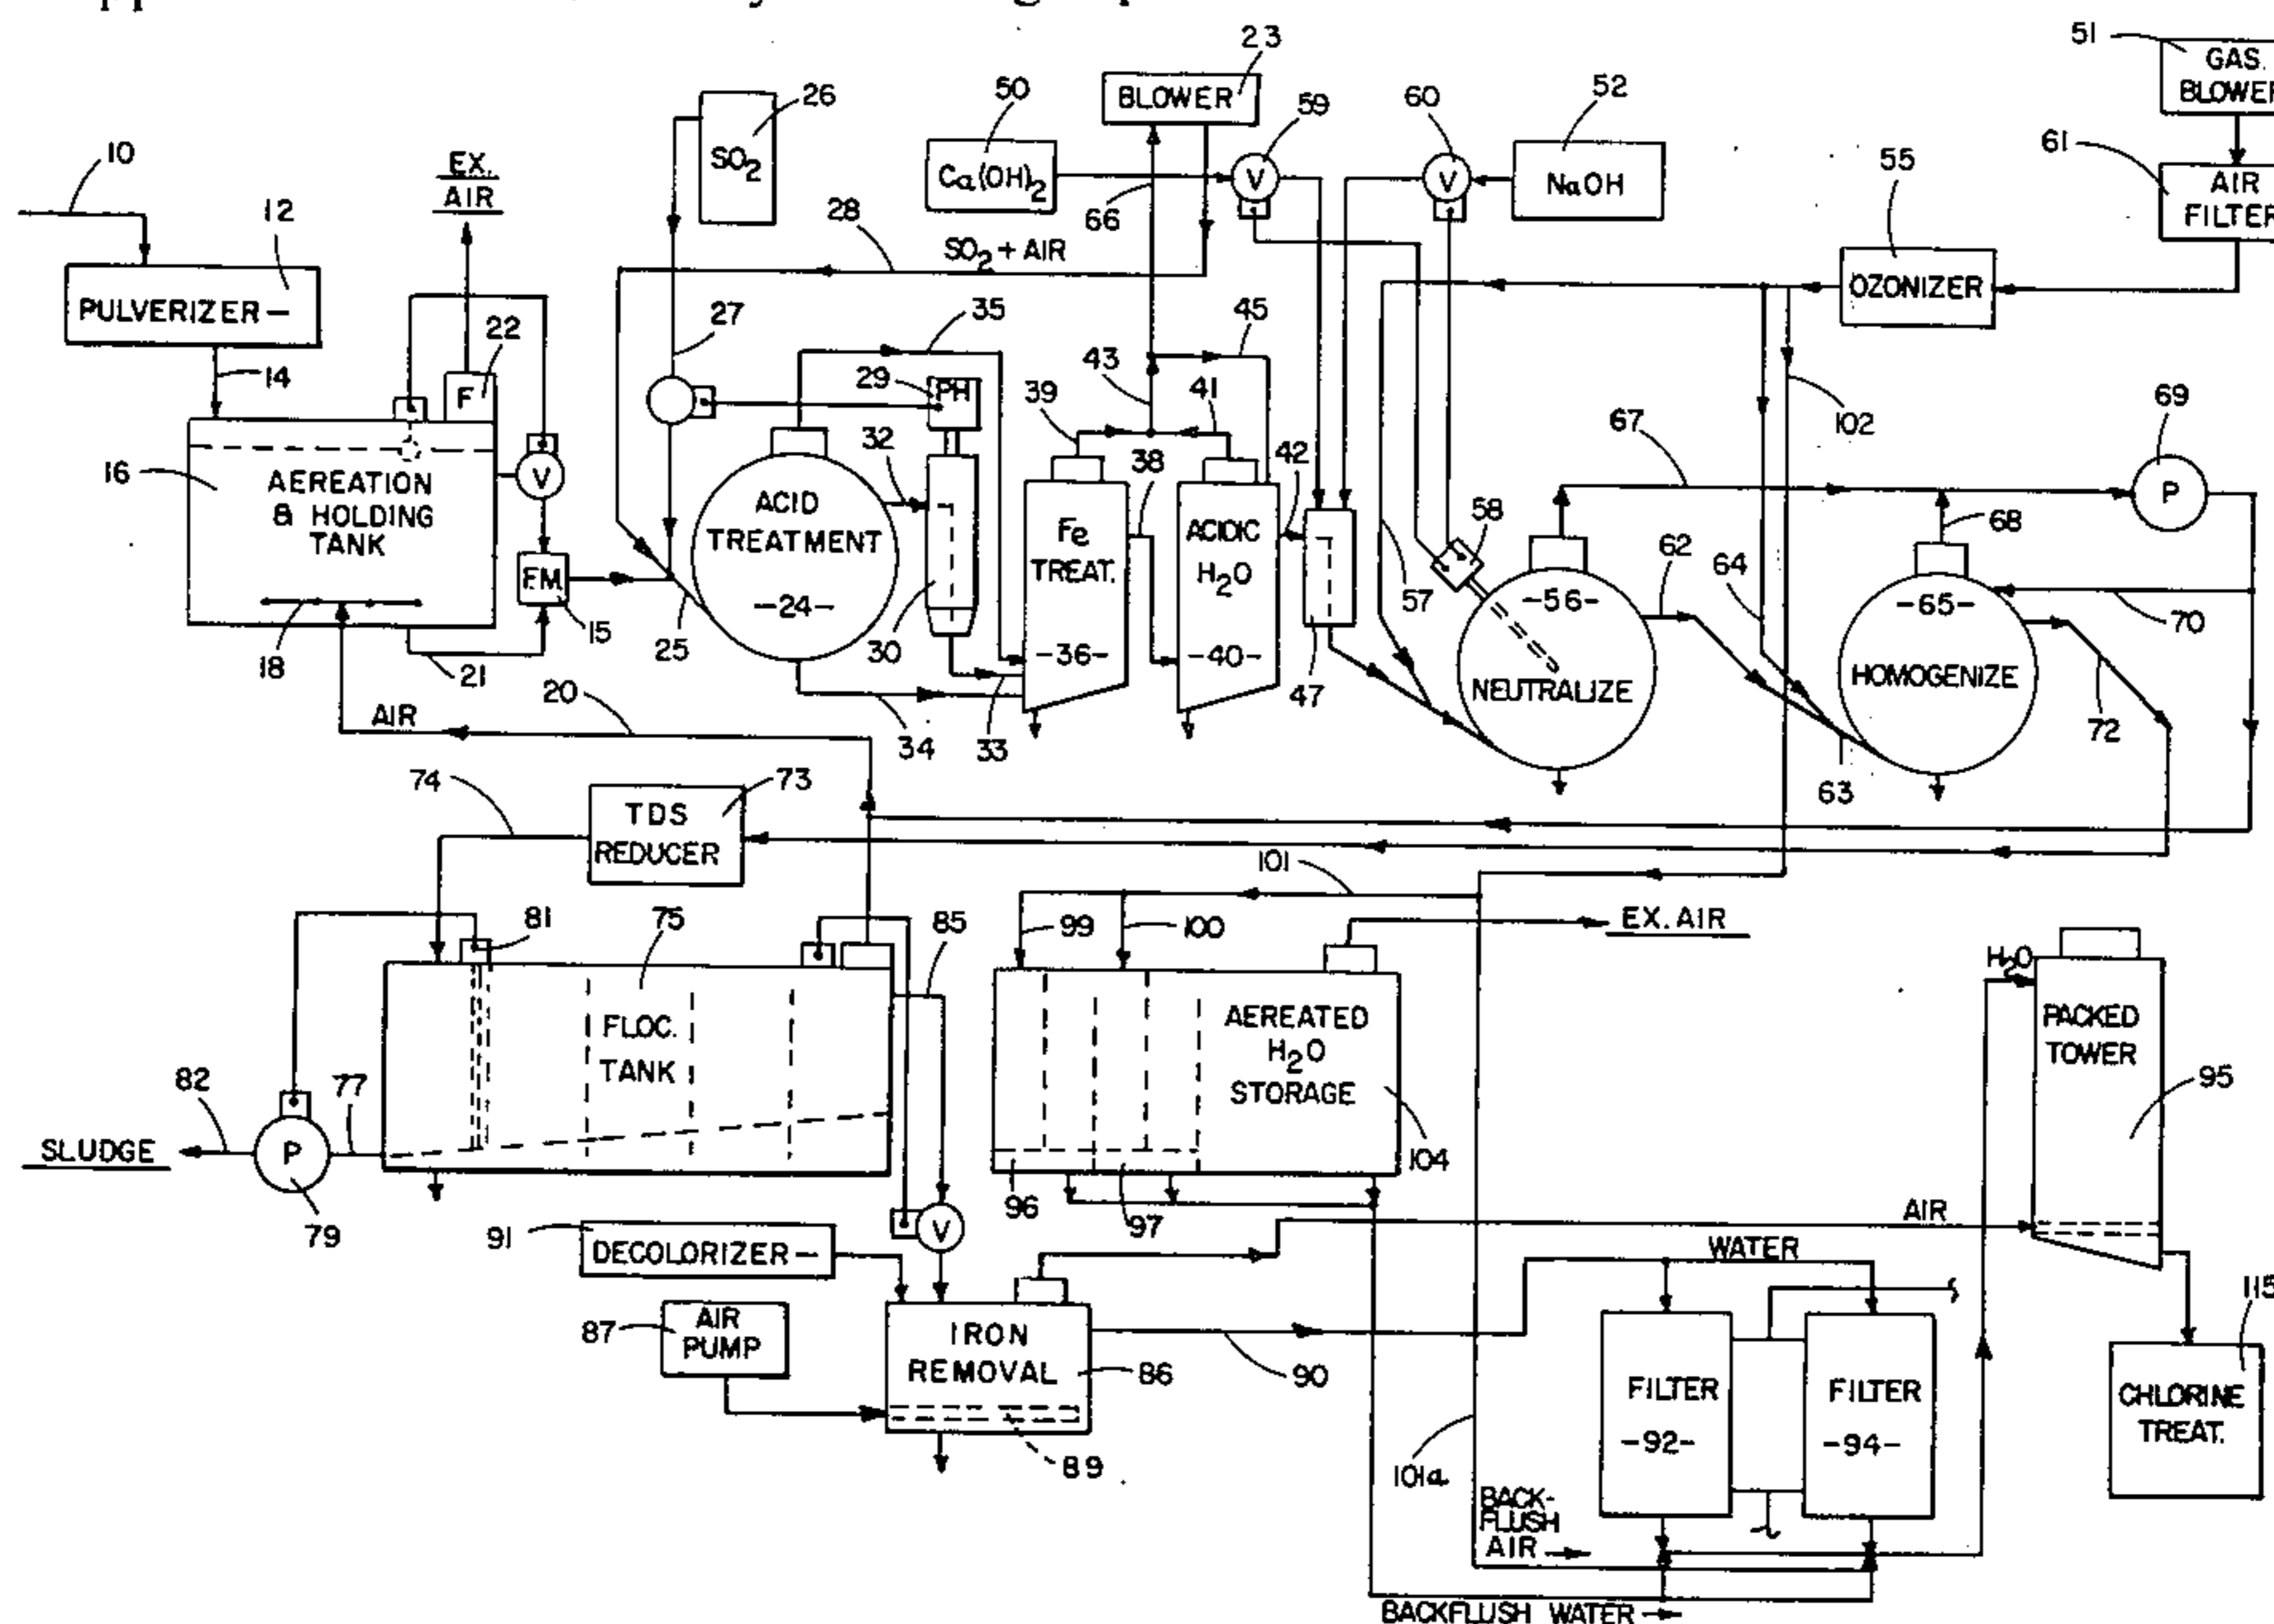 10
PULVERIZER-
12
14
EX.
AIR
F
22
16
AEREATION
& HOLDING
TANK
V
FM
15
18
21
20
AIR
SO2
26
27
28
SO2 + AIR
BLOWER
23
50
Ca(OH)2
66
59
V
60
V
52
NaOH
51
GAS
BLOWER
61
AIR
FILTER
55
OZONIZER
35
29
PH
32
ACID
TREATMENT
-24-
25
30
33
34
39
43
41
45
38
42
Fe
TREAT.
-36-
ACIDIC
H2O
-40-
47
57
58
-56-
NEUTRALIZE
62
64
63
67
68
69
P
102
-65-
HOMOGENIZE
70
72
74
TDS
REDUCER
73
81
75
FLOC.
TANK
85
82
77
SLUDGE
P
79
101
99
100
EX. AIR
AEREATED
H2O
STORAGE
104
96
97
H2O
PACKED
TOWER
95
V
91
DECOLORIZER-
87
AIR
PUMP
IRON
REMOVAL
86
89
90
AIR
WATER
FILTER
-92-
FILTER
-94-
101a
BACK-
FLUSH
AIR
BACKFLUSH WATER
115
CHLORINE
TREAT.